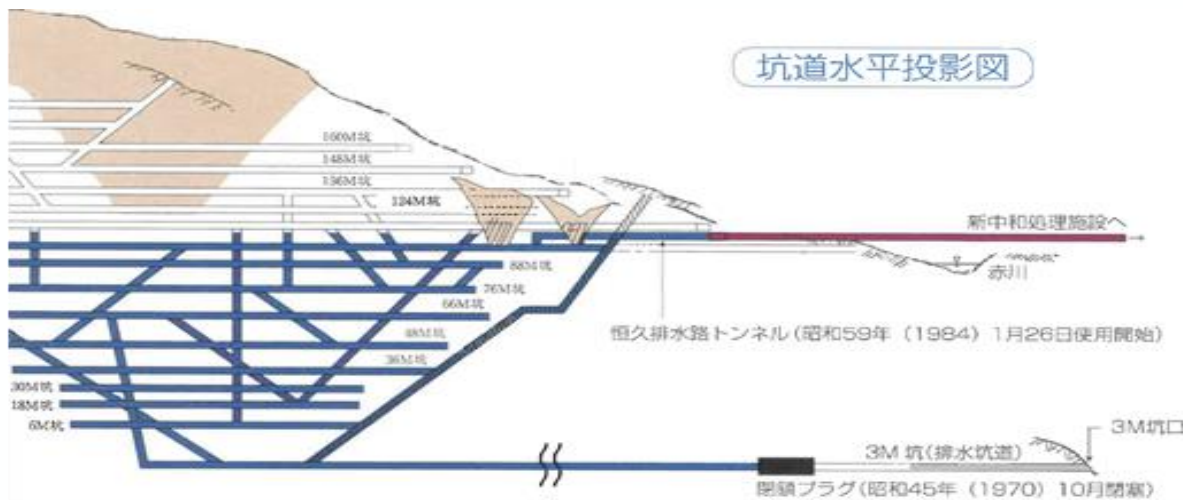 坑道水平投影図
160M坑
148M坑
136M坑
124M坑
新中和処理施設へ
赤川
88M坑
76M坑
66M坑
恒久排水路トンネル(昭和59年(1984)1月26日使用開始)
48M坑
36M坑
30M坑
18M坑
6M坑
3M坑口
3M 坑(排水坑道)
閉鎖プラグ(昭和45年(1970)10月閉塞)